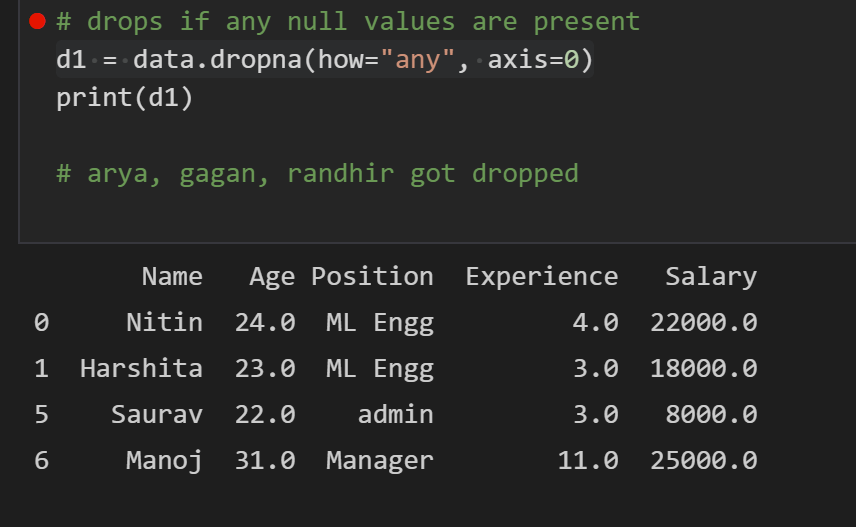 # drops if any null values are present
d1 = data.dropna(how="any", axis=0)
print(d1)
# arya, gagan, randhir got dropped
Name Age Position Experience Salary
0 Nitin 24.0 ML Engg 4.0 22000.0
1 Harshita 23.0 ML Engg 3.0 18000.0
5 Saurav 22.0 admin 3.0 8000.0
6 Manoj 31.0 Manager 11.0 25000.0